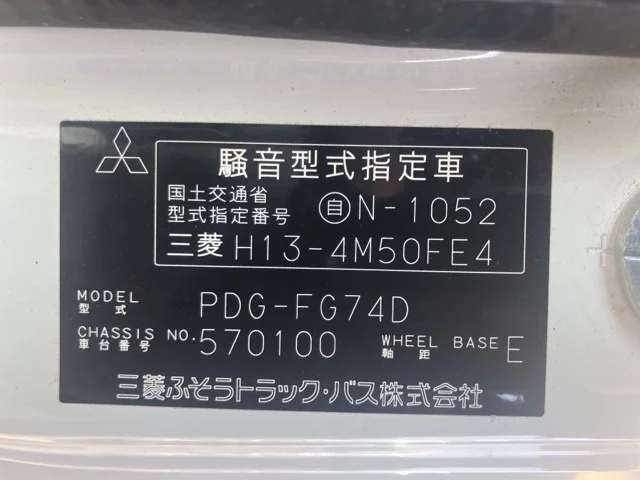 騒音型式指定車
国土交通省
型式指定番号 自N-1052
三菱 H13-4M50FE4
MODEL
型式 PDG-FG74D
CHASSIS NO.
車台番号 570100 WHEEL BASE
軸距 E
三菱ふそうトラック・バス株式会社